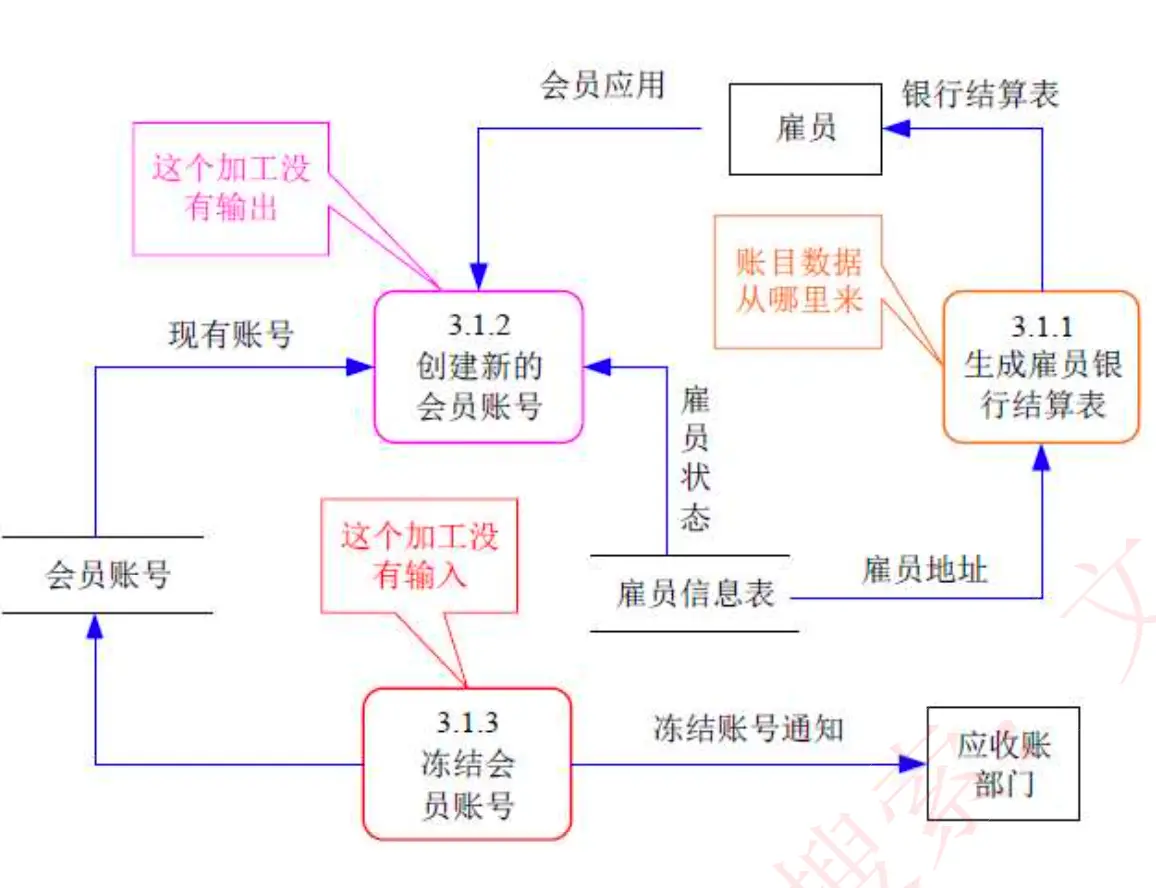 会员应用
银行结算表
雇员
这个加工没
有输出
账目数据
从哪里来
3.1.2
创建新的
会员账号
3.1.1
生成雇员银
行结算表
现有账号
雇
员
状
态
这个加工没
有输入
会员账号
雇员信息表
雇员地址
3.1.3
冻结会
员账号
冻结账号通知
应收账
部门
文
搜索: